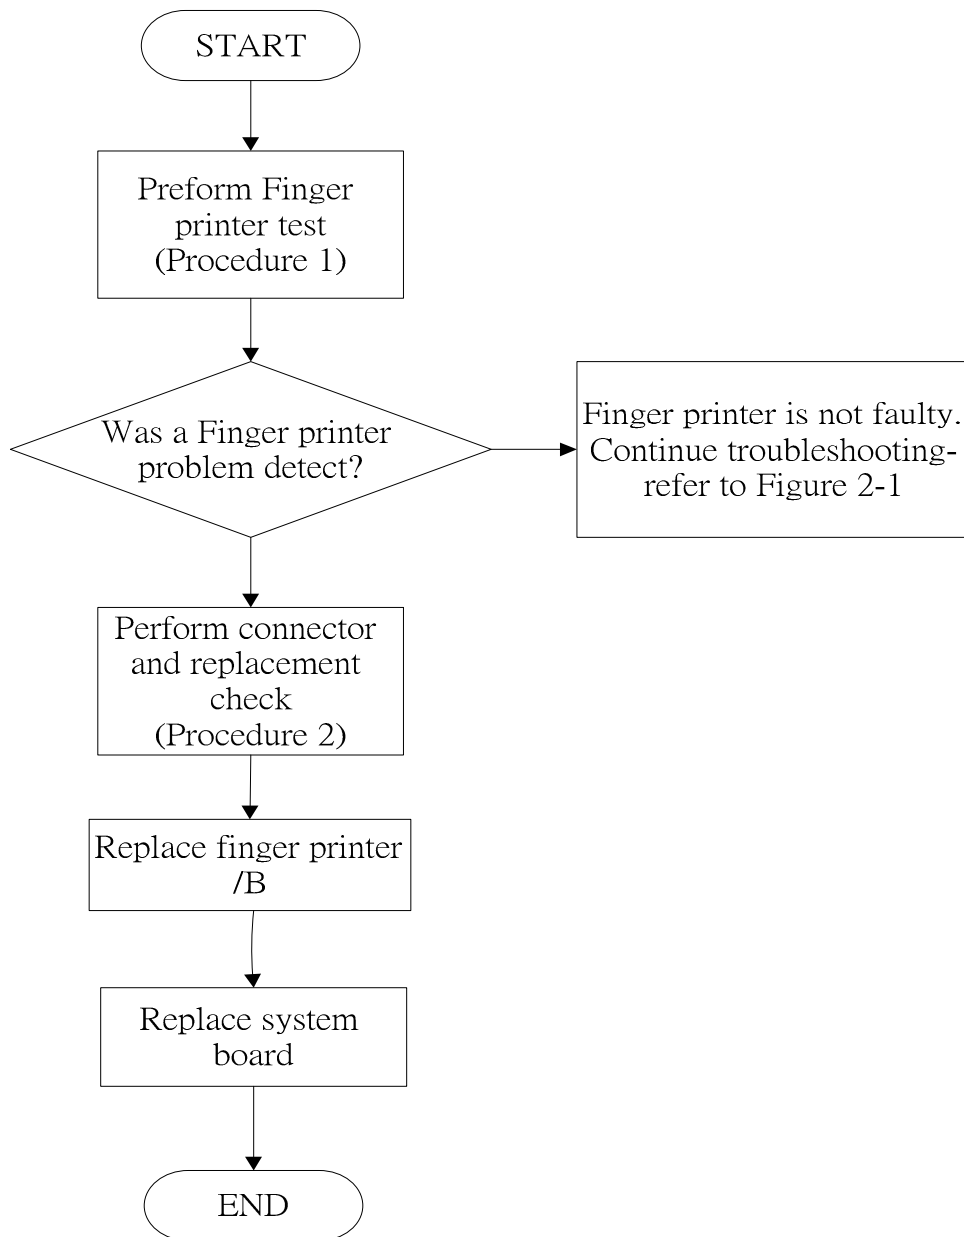 START
Preform Finger
printer test
(Procedure 1)
Was a Finger printer
problem detect?
Finger printer is not faulty.
Continue troubleshooting-
refer to Figure 2-1
Perform connector
and replacement
check
(Procedure 2)
Replace finger printer
/B
Replace system
board
END